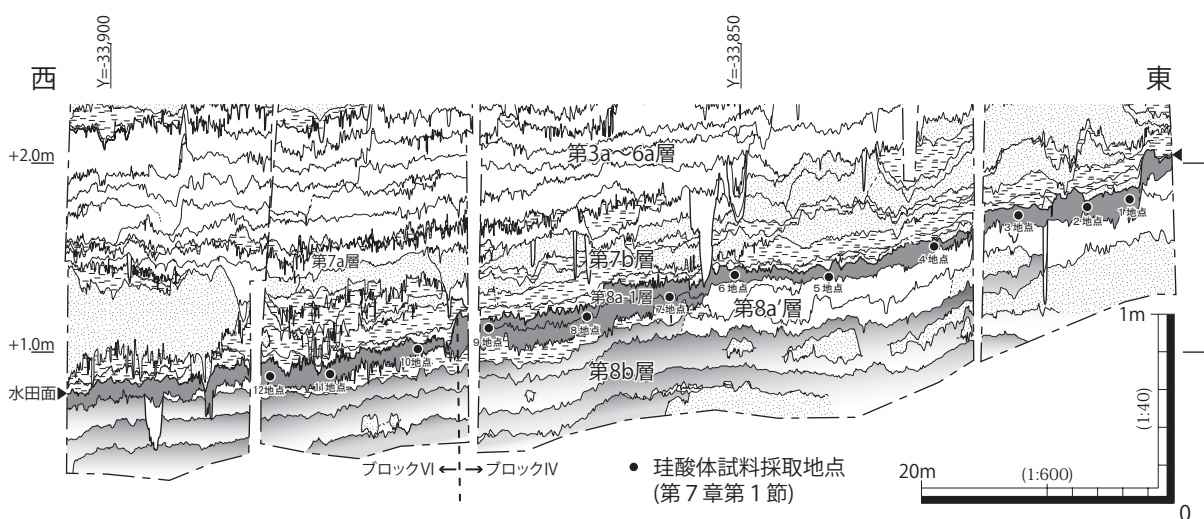 Y=-33,900
Y=-33,850
西
東
+2.0m
第3a～6a層
第7a層
第7b層
1地点
2地点
3地点
4地点
5地点
6地点
第8a-1層
7地点
第8a'層
8地点
9地点
+1.0m
10地点
11地点
12地点
水田面
第8b層
1m
(1:40)
ブロックⅥ ←→ ブロックⅣ
● 珪酸体試料採取地点
(第7章第1節)
20m
(1:600)
0